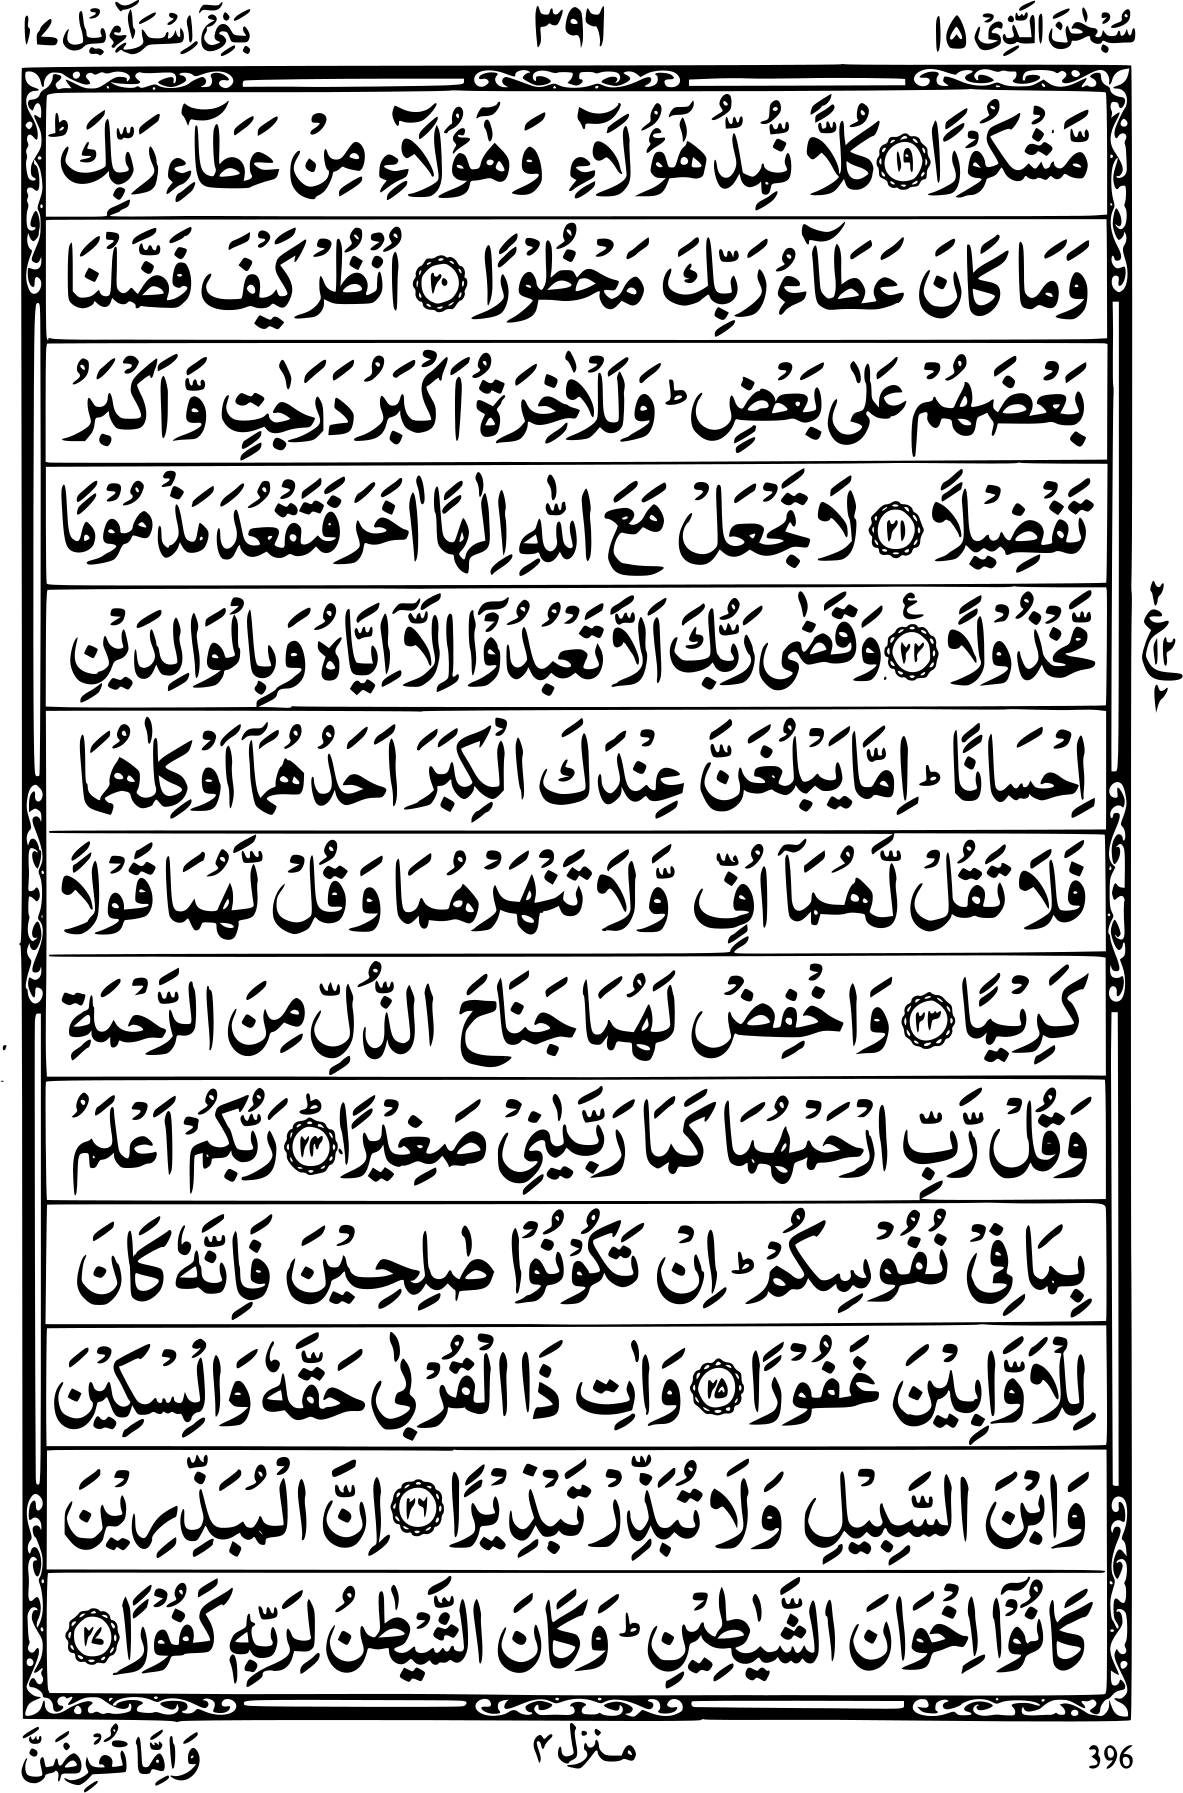 سُبْحٰنَ الَّذِیْ ۱۵ ۳۹۶ بَنِیْۤ اِسْرَآءِیْل ۱۷
مَّشْكُوْرًا ۱۹ كُلًّا نُّمِدُّ هٰۤؤُلَآءِ وَ هٰۤؤُلَآءِ مِنْ عَطَآءِ رَبِّكَ ؕ
وَ مَا كَانَ عَطَآءُ رَبِّكَ مَحْظُوْرًا ۲۰ اُنْظُرْ كَیْفَ فَضَّلْنَا
بَعْضَهُمْ عَلٰى بَعْضٍ ؕ وَ لَلْاٰخِرَةُ اَكْبَرُ دَرَجٰتٍ وَّ اَكْبَرُ
تَفْضِیْلًا ۲۱ لَا تَجْعَلْ مَعَ اللّٰهِ اِلٰهًا اٰخَرَ فَتَقْعُدَ مَذْمُوْمًا
مَّخْذُوْلًا ۲۲ ع وَ قَضٰى رَبُّكَ اَلَّا تَعْبُدُوْۤا اِلَّاۤ اِیَّاهُ وَ بِالْوَالِدَیْنِ
۲
ع
۱۲
۲
اِحْسَانًا ؕ اِمَّا یَبْلُغَنَّ عِنْدَكَ الْكِبَرَ اَحَدُهُمَاۤ اَوْ كِلٰهُمَا
فَلَا تَقُلْ لَّهُمَاۤ اُفٍّ وَّ لَا تَنْهَرْهُمَا وَ قُلْ لَّهُمَا قَوْلًا
كَرِیْمًا ۲۳ وَ اخْفِضْ لَهُمَا جَنَاحَ الذُّلِّ مِنَ الرَّحْمَةِ
وَ قُلْ رَّبِّ ارْحَمْهُمَا كَمَا رَبَّیٰنِیْ صَغِیْرًا ؕ ۲۴ رَبُّكُمْ اَعْلَمُ
بِمَا فِیْ نُفُوْسِكُمْ ؕ اِنْ تَكُوْنُوْا صٰلِحِیْنَ فَاِنَّهٗ كَانَ
لِلْاَوَّابِیْنَ غَفُوْرًا ۲۵ وَ اٰتِ ذَا الْقُرْبٰى حَقَّهٗ وَ الْمِسْكِیْنَ
وَ ابْنَ السَّبِیْلِ وَ لَا تُبَذِّرْ تَبْذِیْرًا ۲۶ اِنَّ الْمُبَذِّرِیْنَ
كَانُوْۤا اِخْوَانَ الشَّیٰطِیْنِ ؕ وَ كَانَ الشَّیْطٰنُ لِرَبِّهٖ كَفُوْرًا ۲۷
396 منزل ۴ وَ اِمَّا تُعْرِضَنَّ